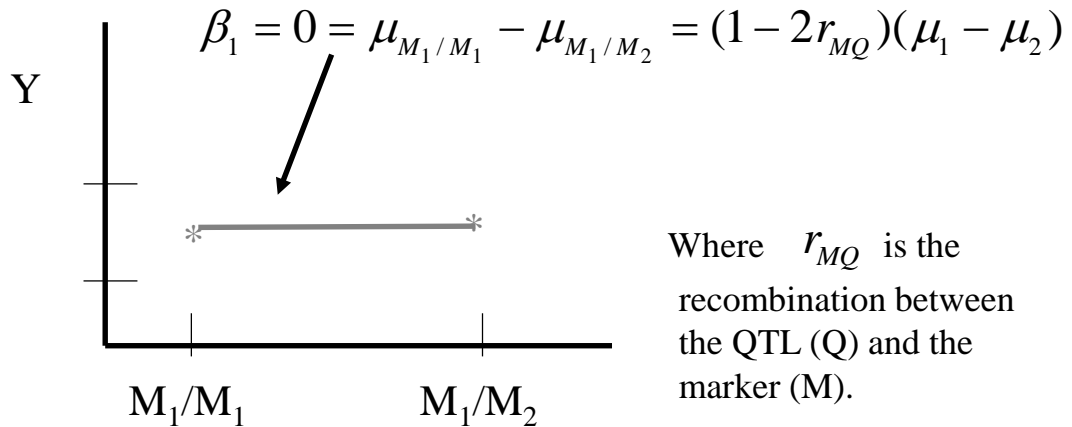 β₁ = 0 = μ_{M₁/M₁} − μ_{M₁/M₂} = (1 − 2r_{MQ})(μ₁ − μ₂)
Y
*
*
Where r_{MQ} is the
recombination between
the QTL (Q) and the
marker (M).
M₁/M₁ M₁/M₂